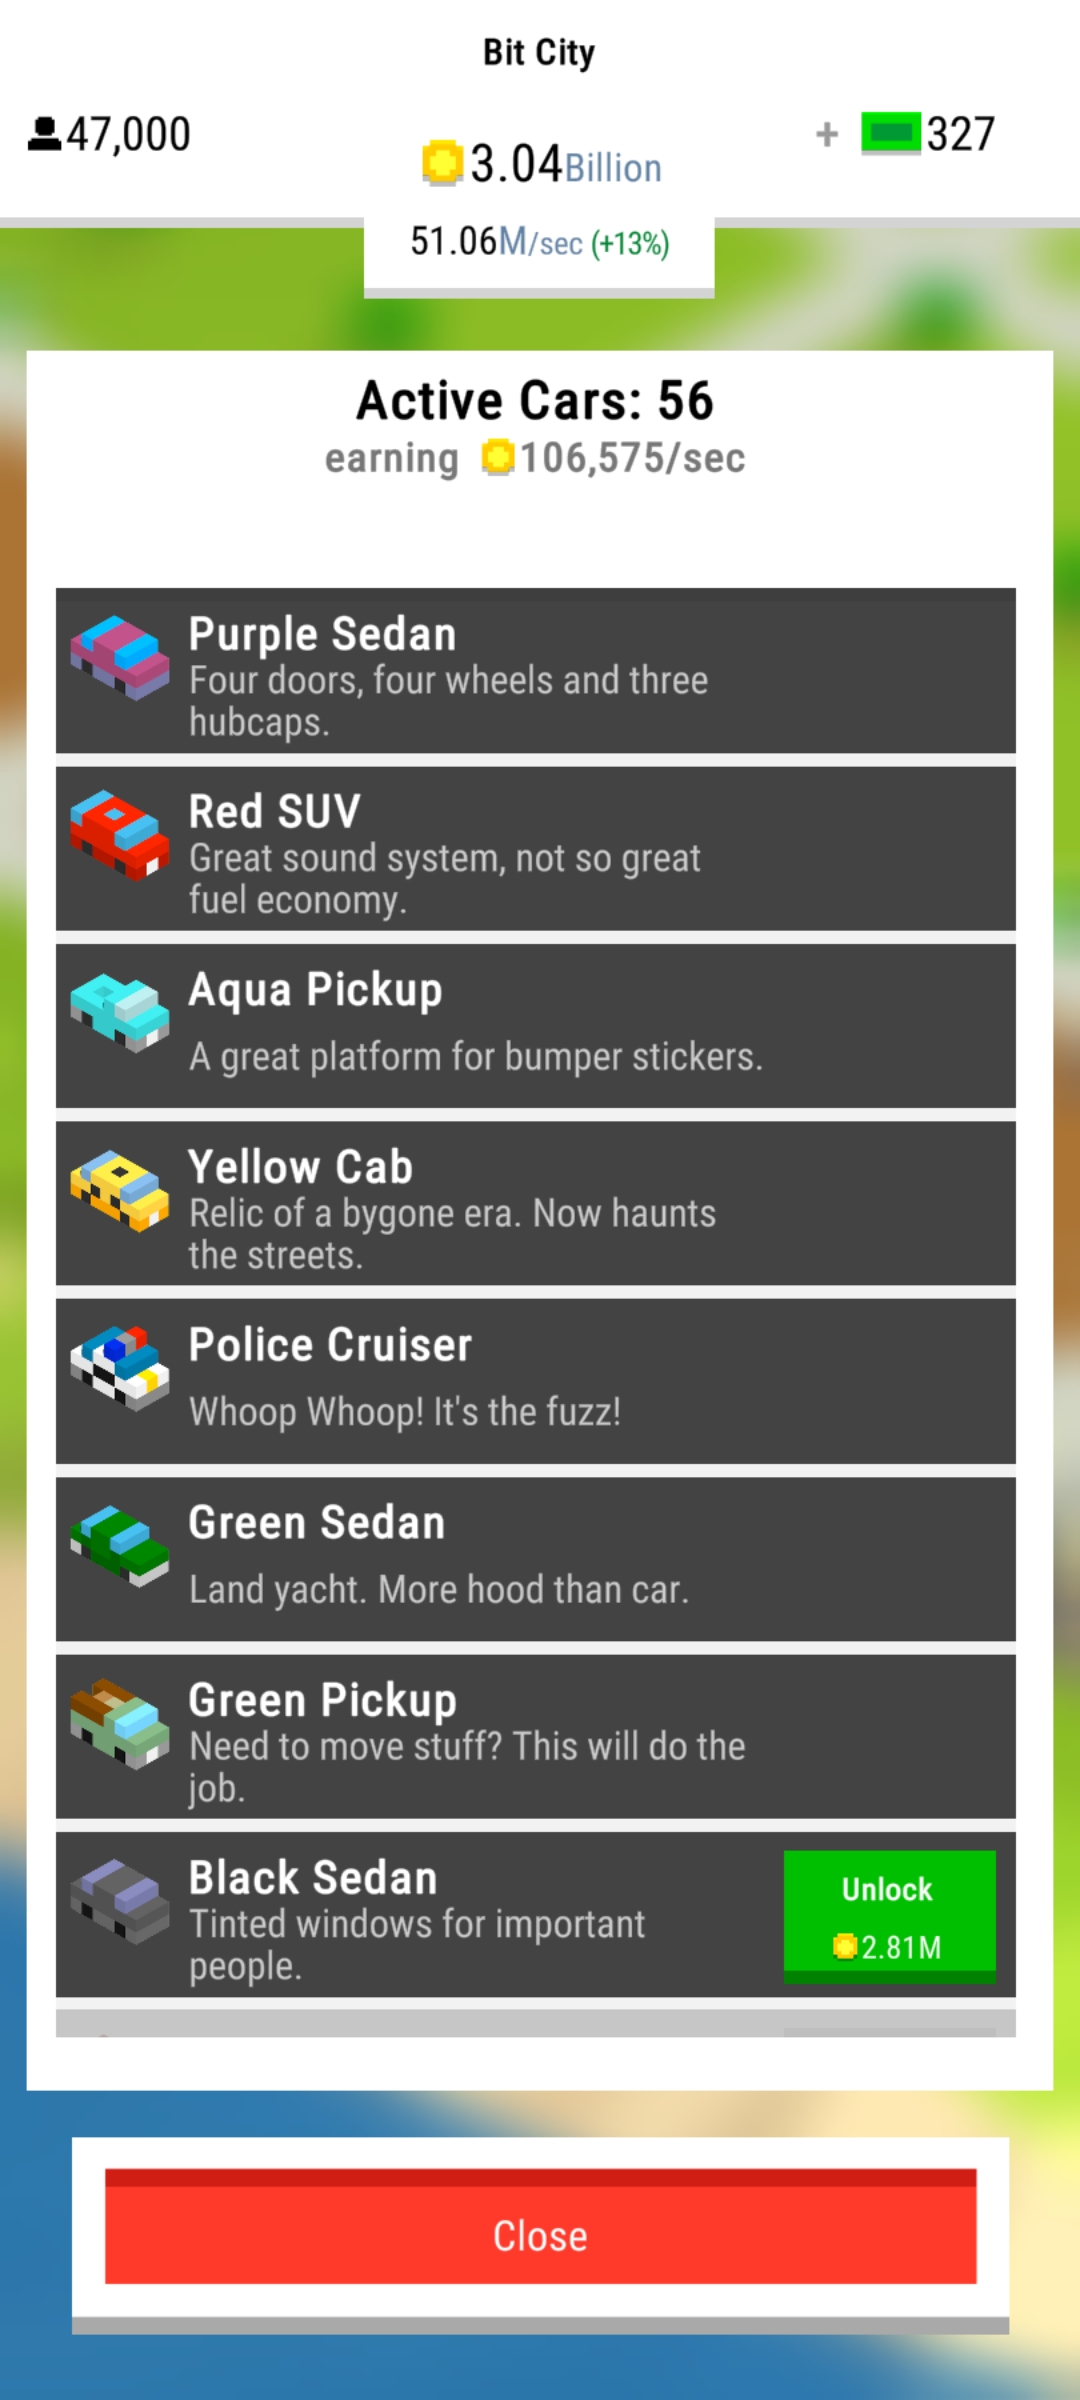 Bit City
47,000
3.04Billion
+ 327
51.06M/sec (+13%)
Active Cars: 56
earning 106,575/sec
Purple Sedan
Four doors, four wheels and three
hubcaps.
Red SUV
Great sound system, not so great
fuel economy.
Aqua Pickup
A great platform for bumper stickers.
Yellow Cab
Relic of a bygone era. Now haunts
the streets.
Police Cruiser
Whoop Whoop! It's the fuzz!
Green Sedan
Land yacht. More hood than car.
Green Pickup
Need to move stuff? This will do the
job.
Black Sedan
Tinted windows for important
people.
Unlock
2.81M
Close